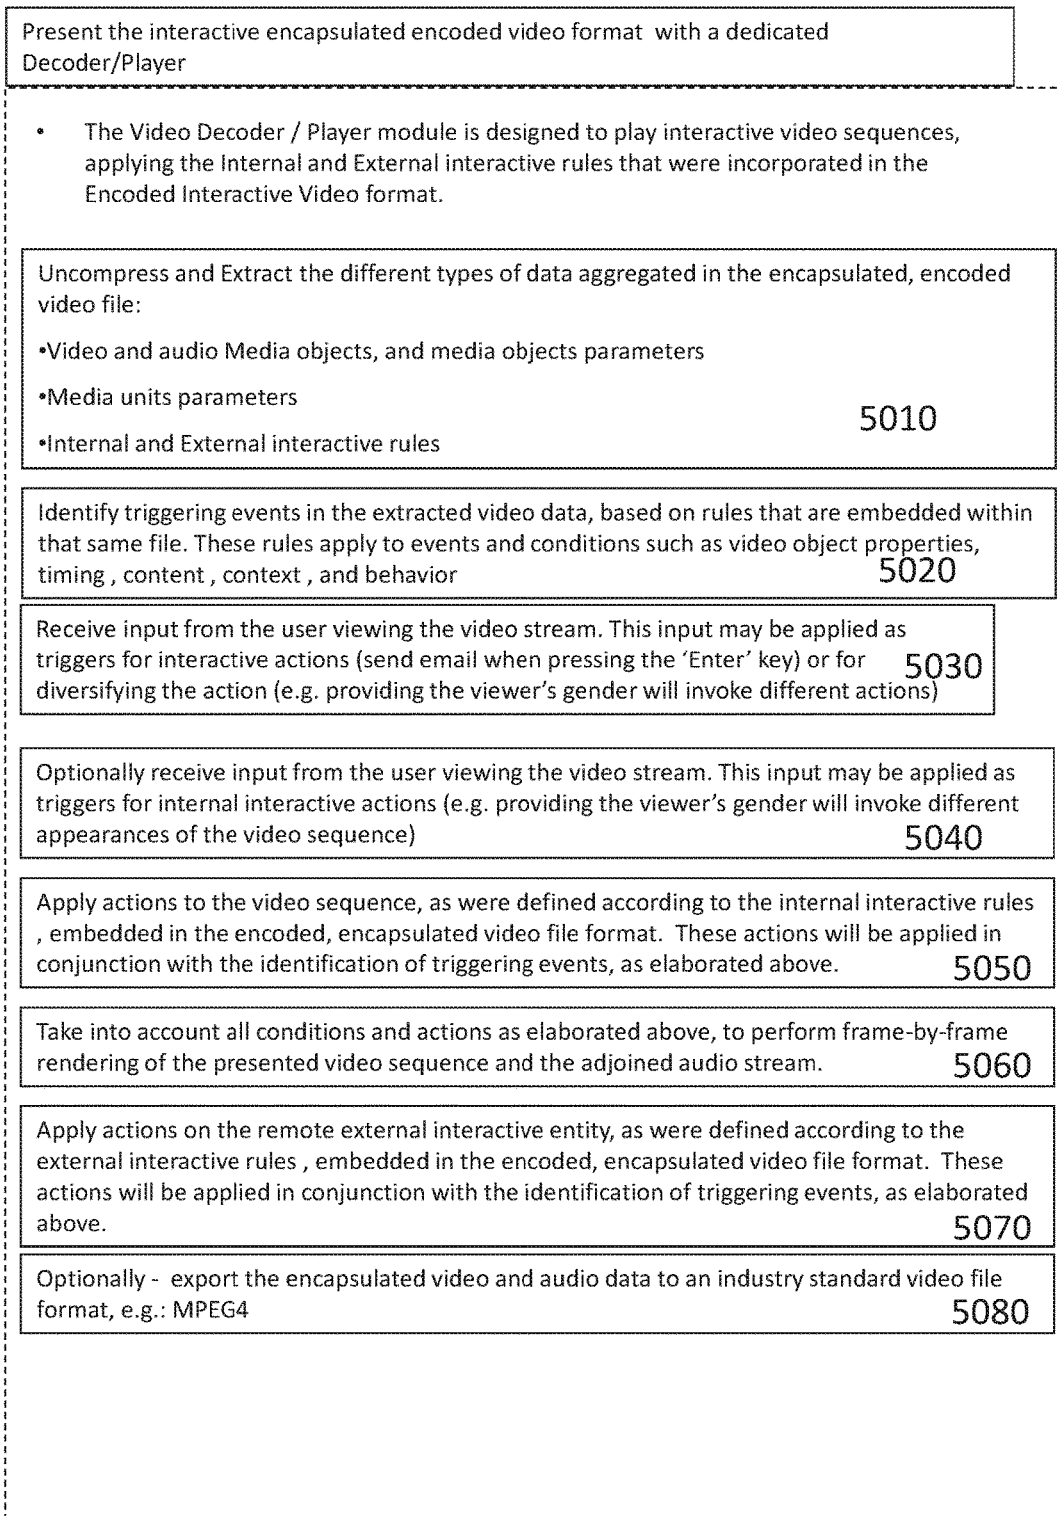 Present the interactive encapsulated encoded video format with a dedicated
Decoder/Player
• The Video Decoder / Player module is designed to play interactive video sequences,
applying the Internal and External interactive rules that were incorporated in the
Encoded Interactive Video format.
Uncompress and Extract the different types of data aggregated in the encapsulated, encoded
video file:
•Video and audio Media objects, and media objects parameters
•Media units parameters
•Internal and External interactive rules
5010
Identify triggering events in the extracted video data, based on rules that are embedded within
that same file. These rules apply to events and conditions such as video object properties,
timing , content , context , and behavior
5020
Receive input from the user viewing the video stream. This input may be applied as
triggers for interactive actions (send email when pressing the ‘Enter’ key) or for
diversifying the action (e.g. providing the viewer’s gender will invoke different actions)
5030
Optionally receive input from the user viewing the video stream. This input may be applied as
triggers for internal interactive actions (e.g. providing the viewer’s gender will invoke different
appearances of the video sequence)
5040
Apply actions to the video sequence, as were defined according to the internal interactive rules
, embedded in the encoded, encapsulated video file format. These actions will be applied in
conjunction with the identification of triggering events, as elaborated above.
5050
Take into account all conditions and actions as elaborated above, to perform frame-by-frame
rendering of the presented video sequence and the adjoined audio stream.
5060
Apply actions on the remote external interactive entity, as were defined according to the
external interactive rules , embedded in the encoded, encapsulated video file format. These
actions will be applied in conjunction with the identification of triggering events, as elaborated
above.
5070
Optionally - export the encapsulated video and audio data to an industry standard video file
format, e.g.: MPEG4
5080